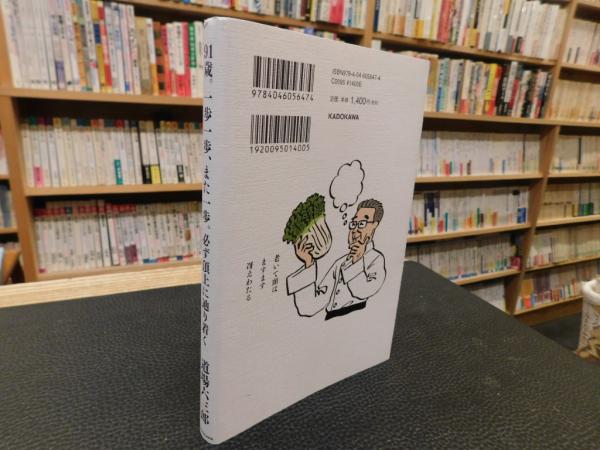 91歳。一歩一歩、また一歩。必ず頂上に辿り着く 道場六三郎
9784046056474
1920095014005
ISBN978-4-04-605647-4
C0095 ¥1400E
定価：本体1,400円（税別）
KADOKAWA
老いて頭は
ますます
冴えわたる